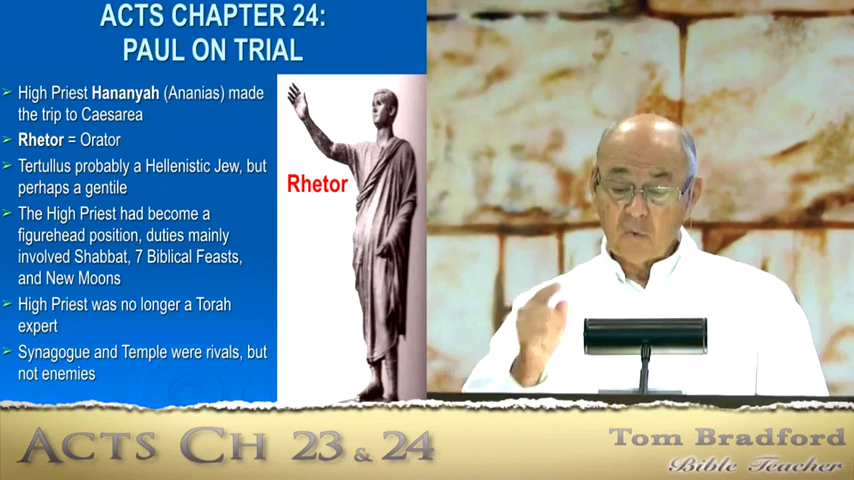 ACTS CHAPTER 24:
PAUL ON TRIAL
➢ High Priest Hananyah (Ananias) made
the trip to Caesarea
➢ Rhetor = Orator
➢ Tertullus probably a Hellenistic Jew, but
perhaps a gentile
➢ The High Priest had become a
figurehead position, duties mainly
involved Shabbat, 7 Biblical Feasts,
and New Moons
➢ High Priest was no longer a Torah
expert
➢ Synagogue and Temple were rivals, but
not enemies
Rhetor
ACTS CH 23 & 24
Tom Bradford
Bible Teacher